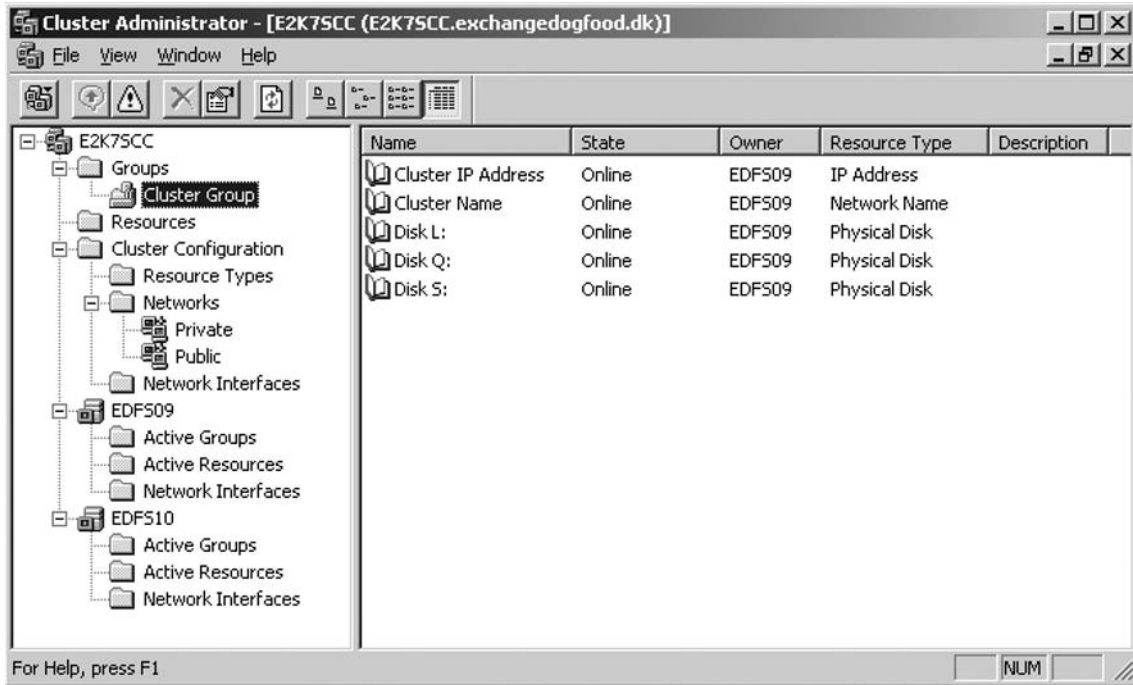 Cluster Administrator - [E2K7SCC (E2K7SCC.exchangedogfood.dk)]
File View Window Help
E2K7SCC
Groups
Cluster Group
Resources
Cluster Configuration
Resource Types
Networks
Private
Public
Network Interfaces
EDFS09
Active Groups
Active Resources
Network Interfaces
EDFS10
Active Groups
Active Resources
Network Interfaces
Name State Owner Resource Type Description
Cluster IP Address Online EDFS09 IP Address
Cluster Name Online EDFS09 Network Name
Disk L: Online EDFS09 Physical Disk
Disk Q: Online EDFS09 Physical Disk
Disk S: Online EDFS09 Physical Disk
For Help, press F1 NUM